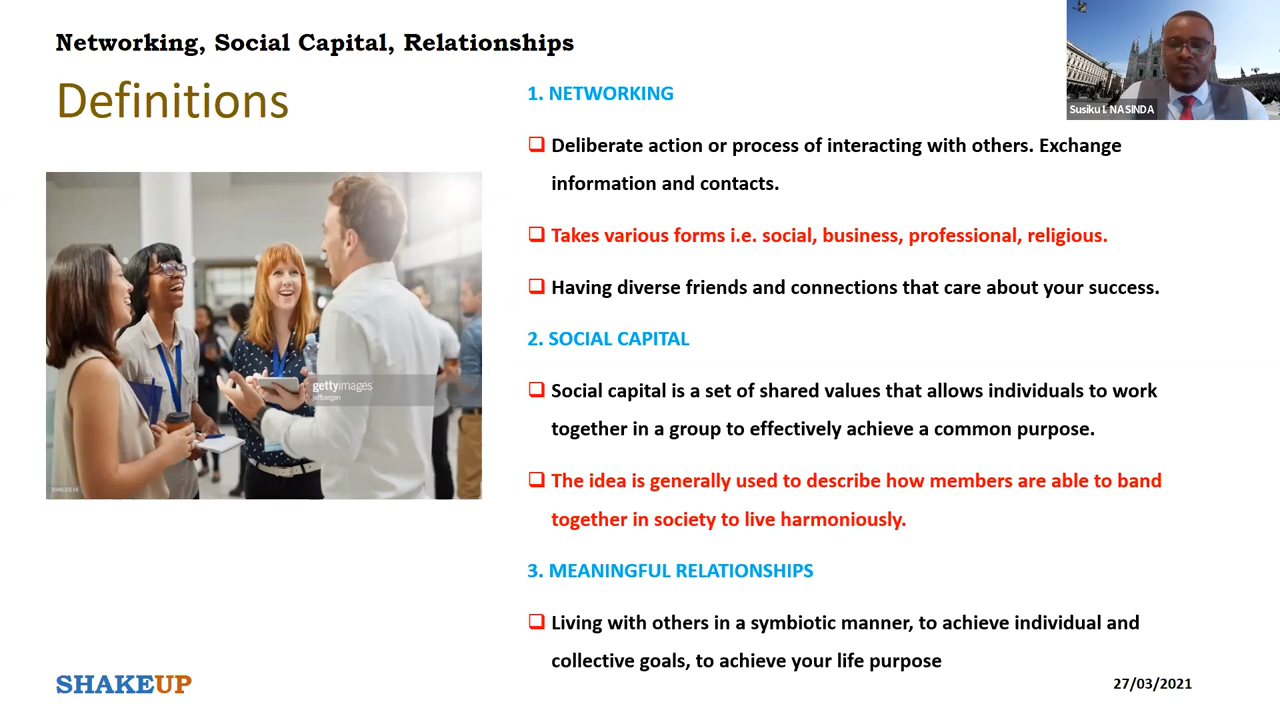 Networking, Social Capital, Relationships
Definitions
Susiku I. NASINDA
gettyimages
jeffbergen
1. NETWORKING
❑ Deliberate action or process of interacting with others. Exchange
information and contacts.
❑ Takes various forms i.e. social, business, professional, religious.
❑ Having diverse friends and connections that care about your success.
2. SOCIAL CAPITAL
❑ Social capital is a set of shared values that allows individuals to work
together in a group to effectively achieve a common purpose.
❑ The idea is generally used to describe how members are able to band
together in society to live harmoniously.
3. MEANINGFUL RELATIONSHIPS
❑ Living with others in a symbiotic manner, to achieve individual and
collective goals, to achieve your life purpose
SHAKEUP
27/03/2021